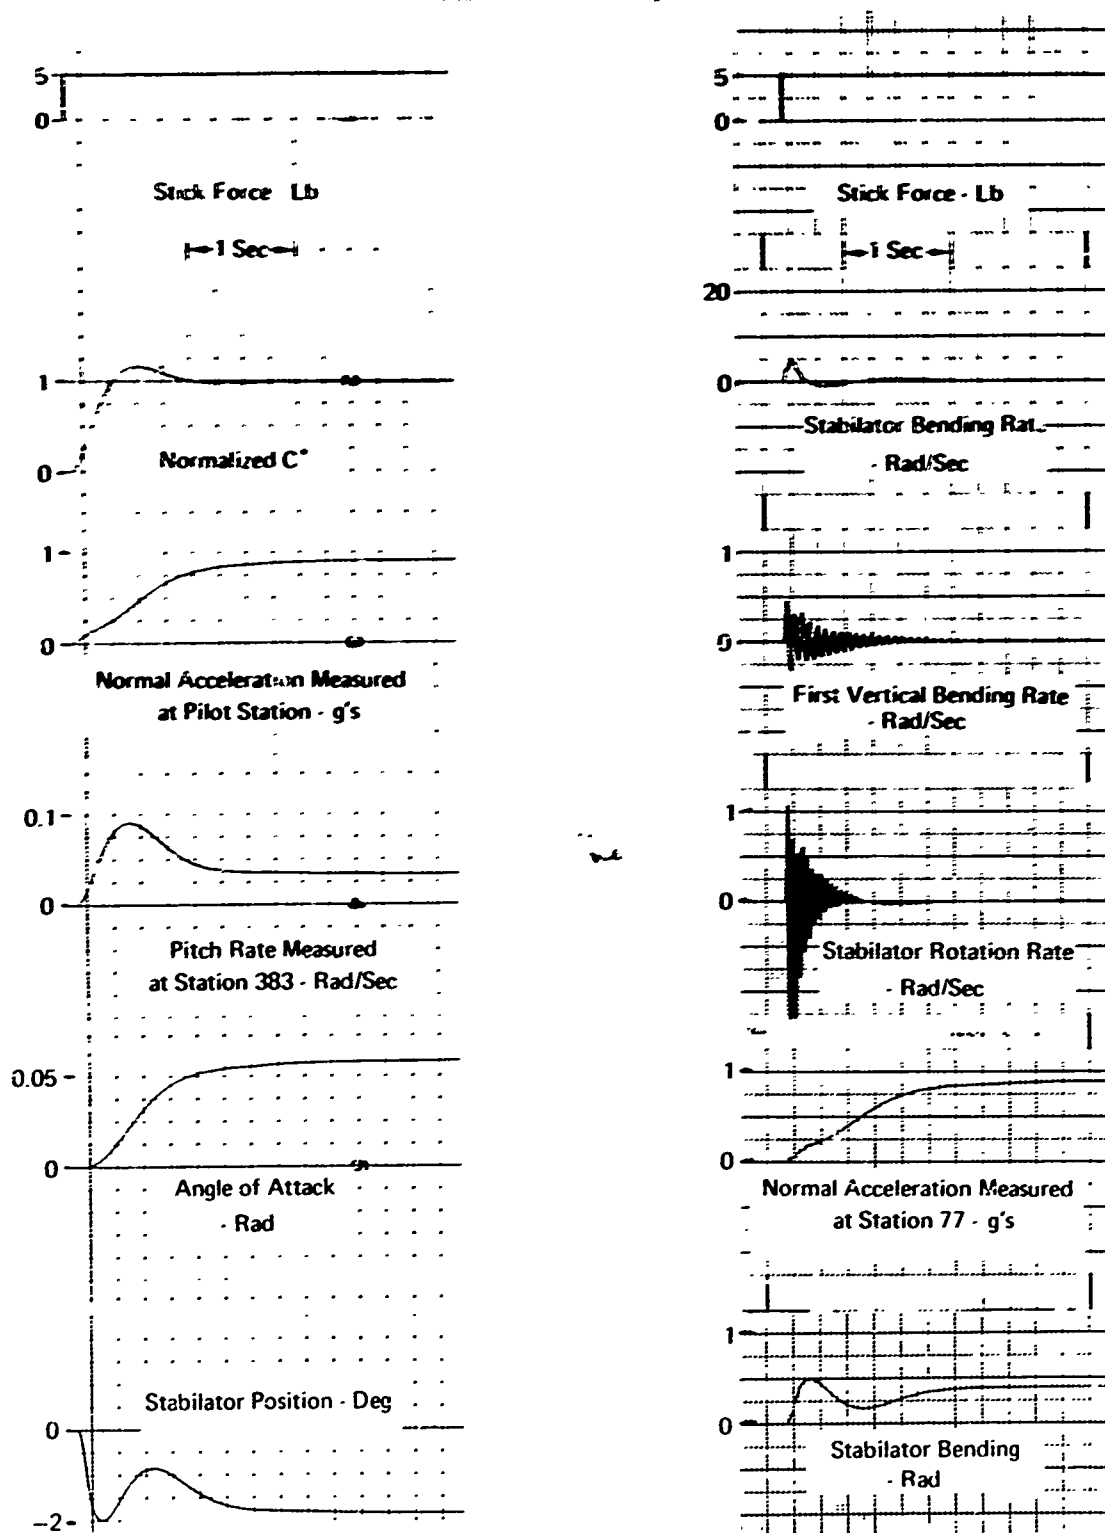 5
0
Stick Force Lb
1 Sec
1
0
Normalized C*
1
0
Normal Acceleration Measured
at Pilot Station - g's
0.1
0
Pitch Rate Measured
at Station 383 - Rad/Sec
0.05
0
Angle of Attack
- Rad
Stabilator Position - Deg
0
-2
5
0
Stick Force - Lb
1 Sec
20
0
Stabilator Bending
- Rad/Sec
1
0
First Vertical Bending Rate
- Rad/Sec
1
0
Stabilator Rotation Rate
- Rad/Sec
1
0
Normal Acceleration Measured
at Station 77 - g's
1
0
Stabilator Bending
- Rad